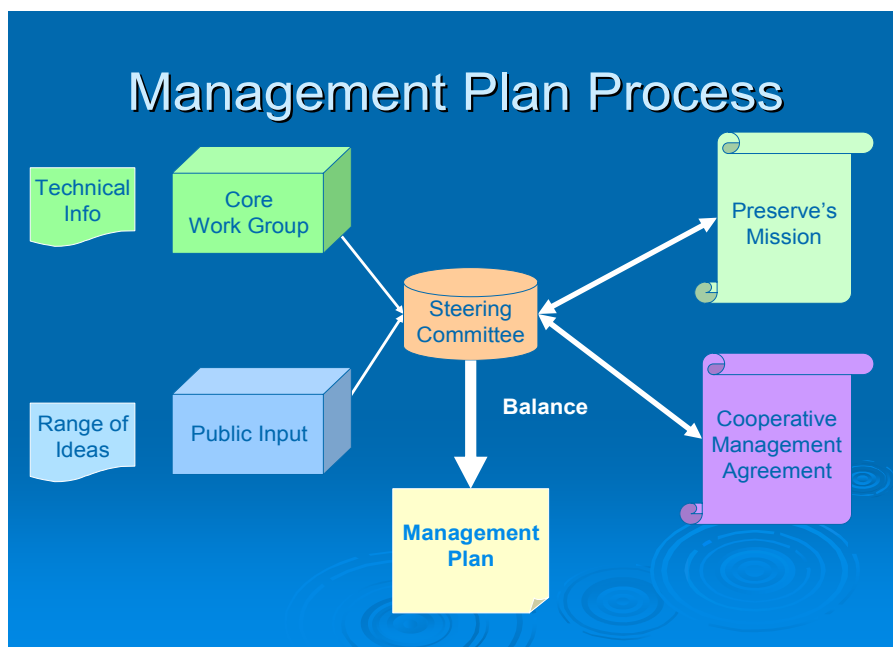 Management Plan Process
Technical
Info
Core
Work Group
Preserve's
Mission
Steering
Committee
Range of
Ideas
Public Input
Balance
Cooperative
Management
Agreement
Management
Plan